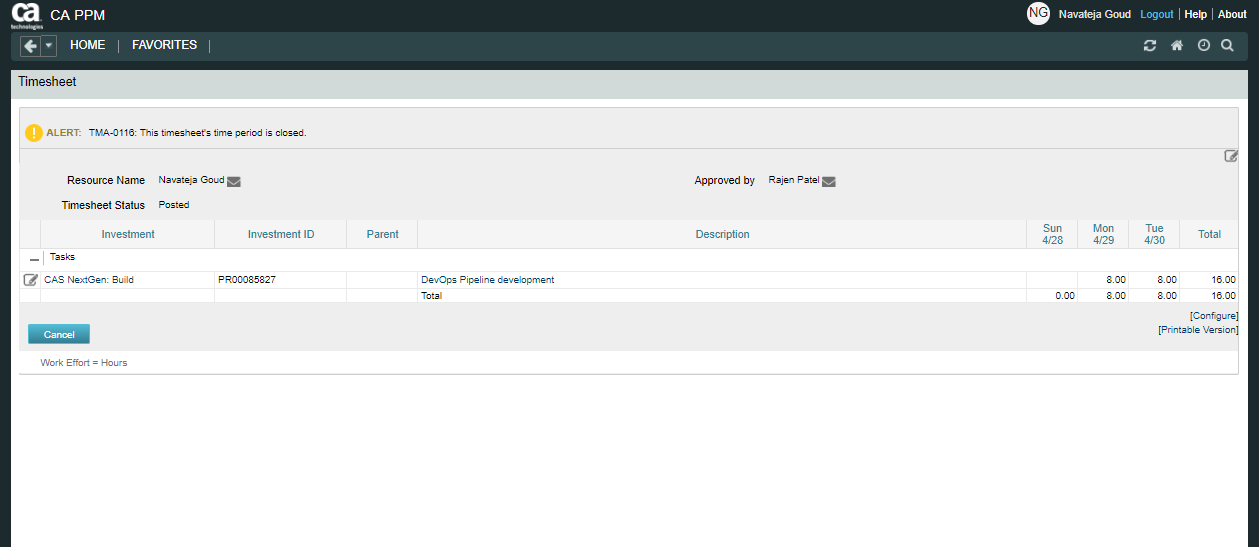 ca technologies CA PPM NG Navateja Goud Logout | Help | About
HOME | FAVORITES |
Timesheet
ALERT: TMA-0116: This timesheet's time period is closed.
Resource Name Navateja Goud Approved by Rajen Patel
Timesheet Status Posted
Investment Investment ID Parent Description Sun 4/28 Mon 4/29 Tue 4/30 Total
Tasks
CAS NextGen: Build PR00085827 DevOps Pipeline development 8.00 8.00 16.00
Total 0.00 8.00 8.00 16.00
[Configure]
[Printable Version]
Cancel
Work Effort = Hours